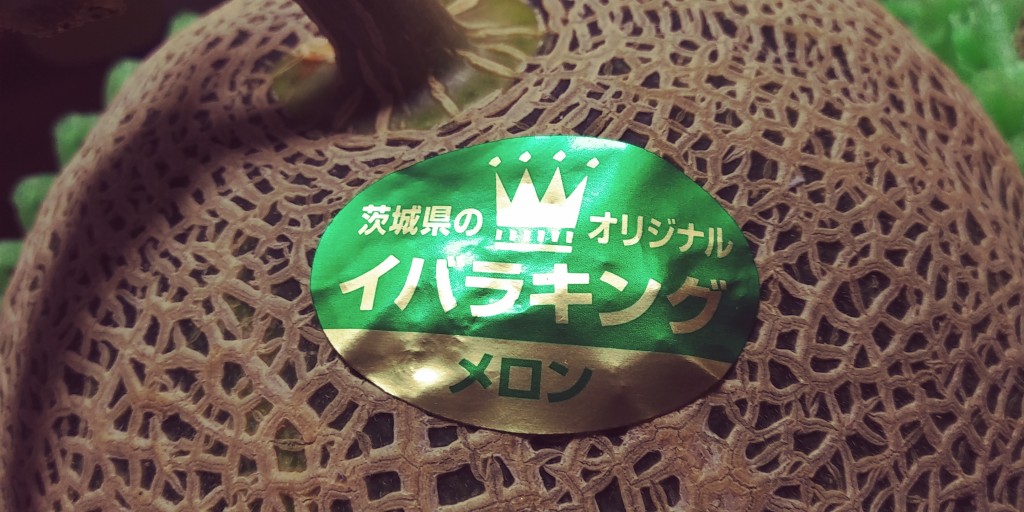 茨城県の オリジナル
イバラキング
メロン